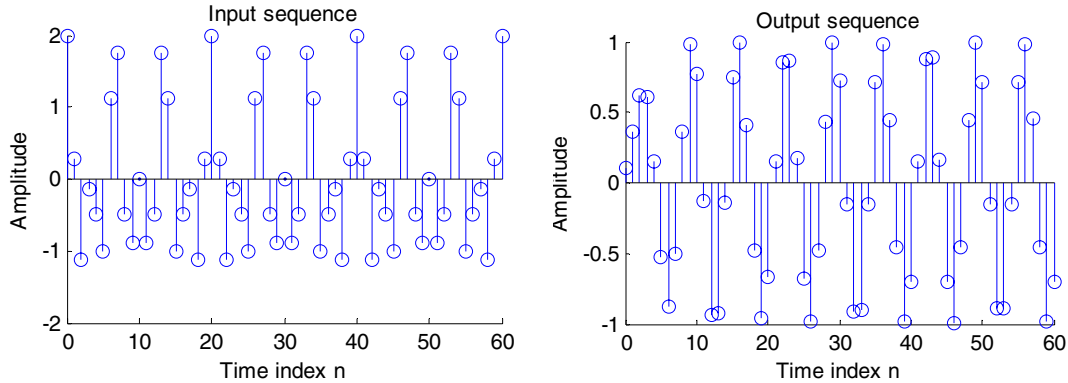 Input sequence
2
1
0
-1
-2
Amplitude
0 10 20 30 40 50 60
Time index n
Output sequence
1
0.5
0
-0.5
-1
Amplitude
0 10 20 30 40 50 60
Time index n